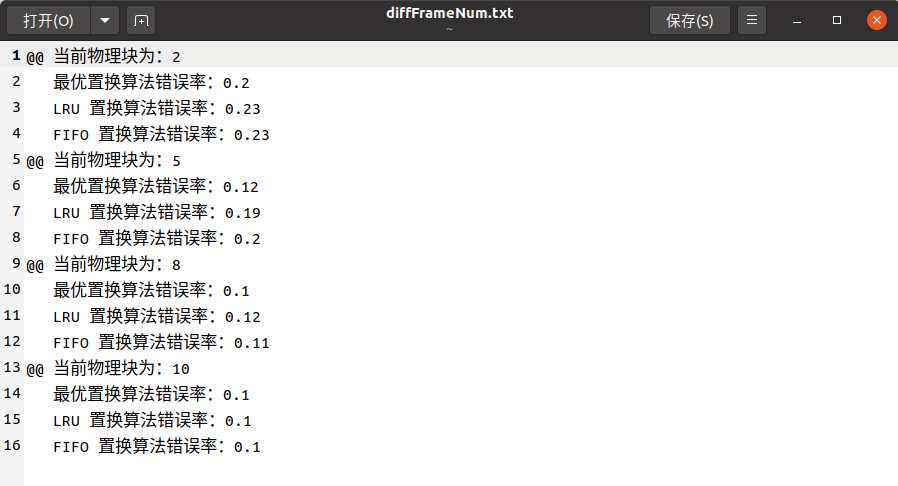 打开(O)
diffFrameNum.txt
~
保存(S)
1 @@ 当前物理块为：2
2 最优置换算法错误率：0.2
3 LRU 置换算法错误率：0.23
4 FIFO 置换算法错误率：0.23
5 @@ 当前物理块为：5
6 最优置换算法错误率：0.12
7 LRU 置换算法错误率：0.19
8 FIFO 置换算法错误率：0.2
9 @@ 当前物理块为：8
10 最优置换算法错误率：0.1
11 LRU 置换算法错误率：0.12
12 FIFO 置换算法错误率：0.11
13 @@ 当前物理块为：10
14 最优置换算法错误率：0.1
15 LRU 置换算法错误率：0.1
16 FIFO 置换算法错误率：0.1